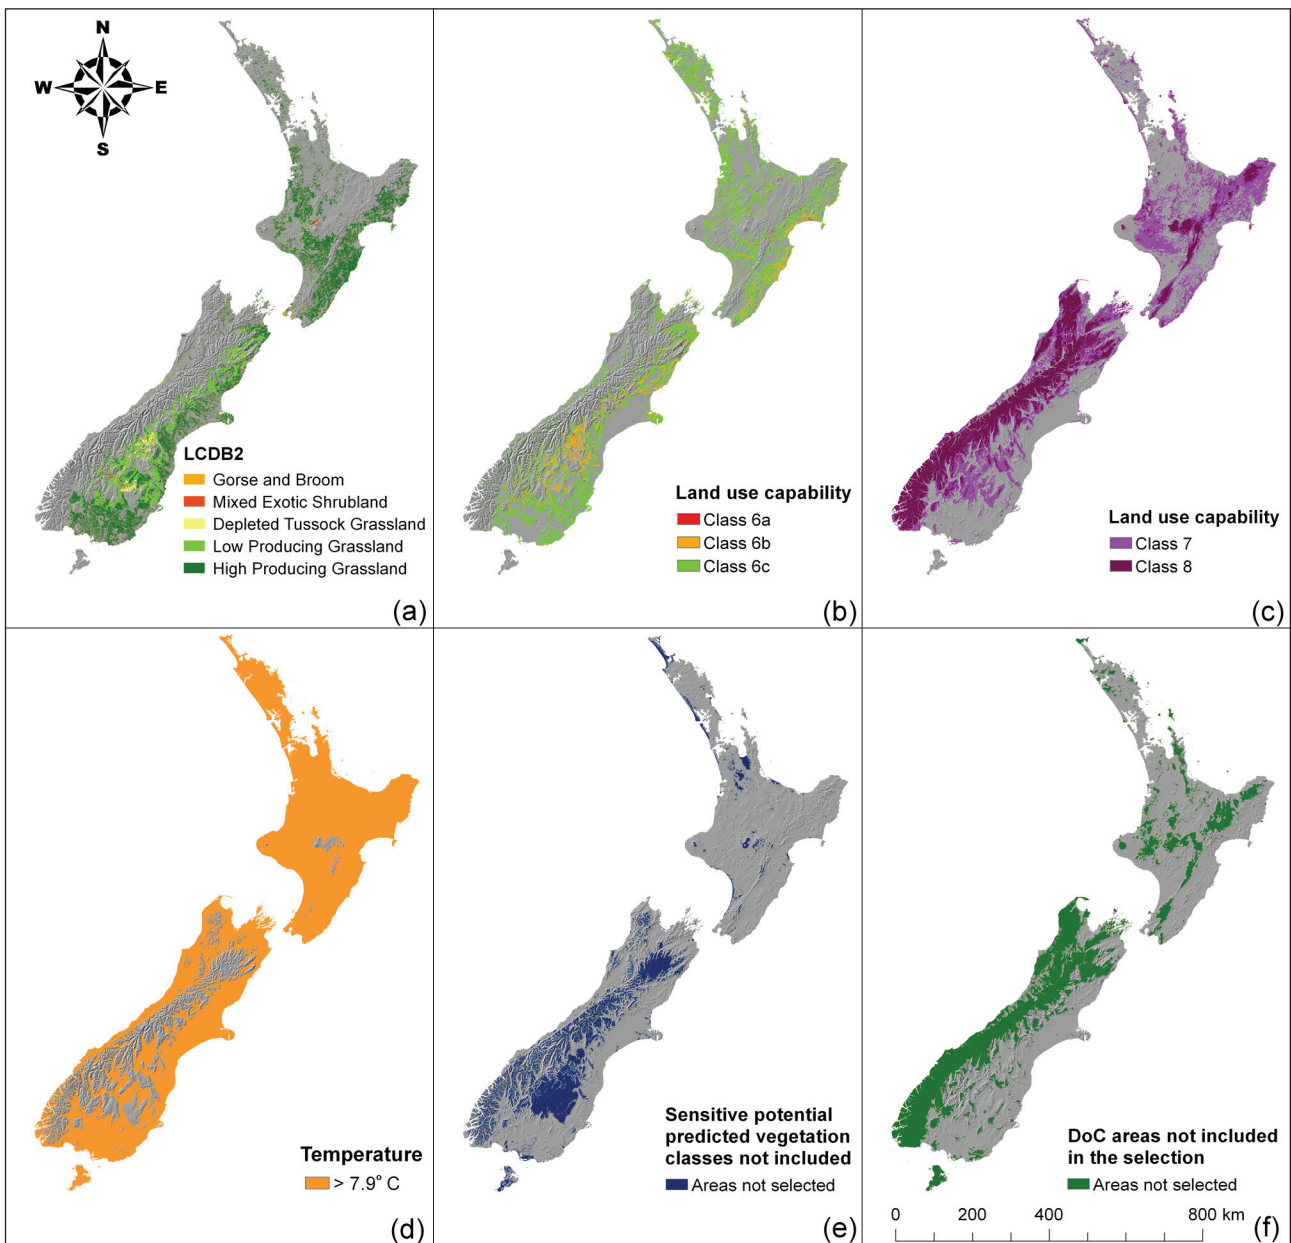 N
W E
S
LCDB2
Gorse and Broom
Mixed Exotic Shrubland
Depleted Tussock Grassland
Low Producing Grassland
High Producing Grassland
(a)
Land use capability
Class 6a
Class 6b
Class 6c
(b)
Land use capability
Class 7
Class 8
(c)
Temperature
> 7.9° C
(d)
Sensitive potential
predicted vegetation
classes not included
Areas not selected
(e)
DoC areas not included
in the selection
Areas not selected
0 200 400 800 km
(f)